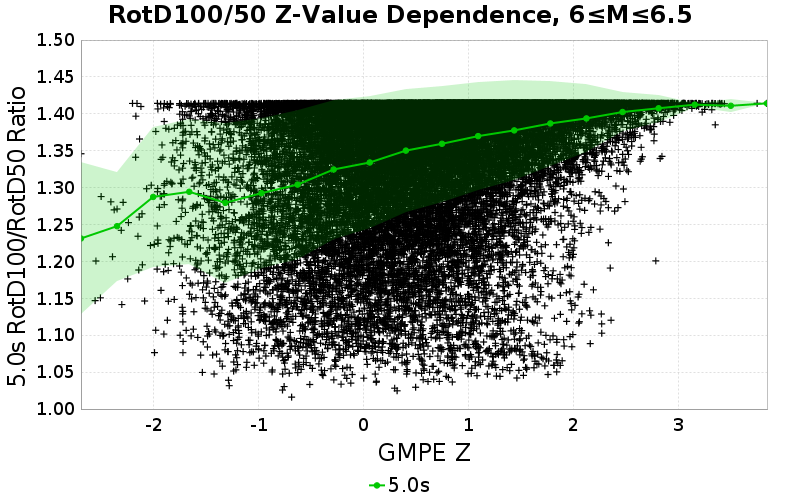 RotD100/50 Z-Value Dependence, 6≤M≤6.5
1.50
1.45
1.40
1.35
1.30
1.25
1.20
1.15
1.10
1.05
1.00
5.0s RotD100/RotD50 Ratio
-2 -1 0 1 2 3
GMPE Z
5.0s